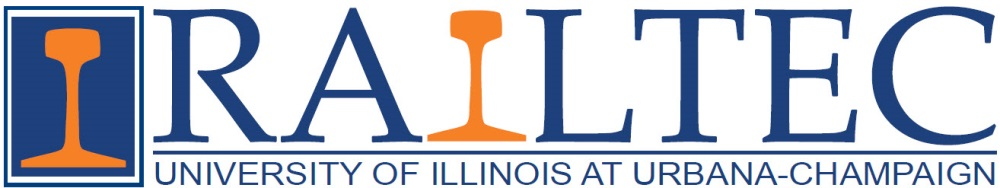 RAILTEC
UNIVERSITY OF ILLINOIS AT URBANA-CHAMPAIGN